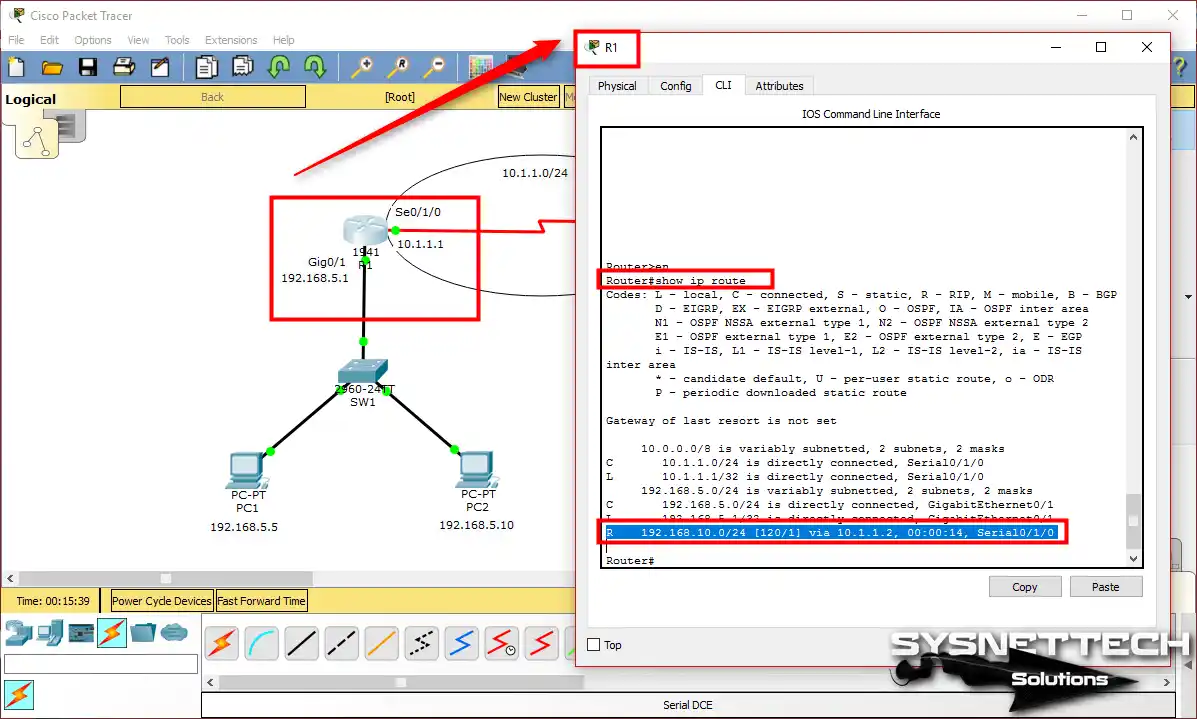 Cisco Packet Tracer
File Edit Options View Tools Extensions Help
Logical
Back
[Root]
New Cluster
10.1.1.0/24
Se0/1/0
10.1.1.1
1941
R1
Gig0/1
192.168.5.1
2960-24TT
SW1
PC-PT
PC1
192.168.5.5
PC-PT
PC2
192.168.5.10
Time: 00:15:39
Power Cycle Devices
Fast Forward Time
R1
Physical Config CLI Attributes
IOS Command Line Interface
Router>en
Router#show ip route
Codes: L - local, C - connected, S - static, R - RIP, M - mobile, B - BGP
D - EIGRP, EX - EIGRP external, O - OSPF, IA - OSPF inter area
N1 - OSPF NSSA external type 1, N2 - OSPF NSSA external type 2
E1 - OSPF external type 1, E2 - OSPF external type 2, E - EGP
i - IS-IS, L1 - IS-IS level-1, L2 - IS-IS level-2, ia - IS-IS
inter area
* - candidate default, U - per-user static route, o - ODR
P - periodic downloaded static route
Gateway of last resort is not set
10.0.0.0/8 is variably subnetted, 2 subnets, 2 masks
C 10.1.1.0/24 is directly connected, Serial0/1/0
L 10.1.1.1/32 is directly connected, Serial0/1/0
192.168.5.0/24 is variably subnetted, 2 subnets, 2 masks
C 192.168.5.0/24 is directly connected, GigabitEthernet0/1
L 192.168.5.1/32 is directly connected, GigabitEthernet0/1
R 192.168.10.0/24 [120/1] via 10.1.1.2, 00:00:14, Serial0/1/0
Router#
Copy Paste
Top
SYSNETTECH
Solutions
Serial DCE